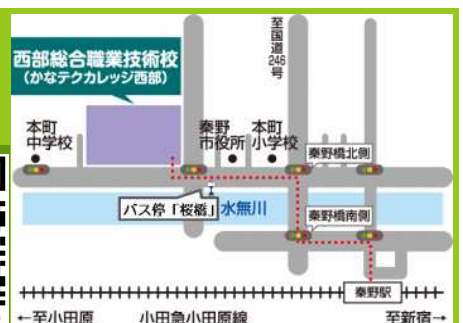 西部総合職業技術校
(かなテクカレッジ西部)
至国道246号
本町
中学校
秦野
市役所
本町
小学校
秦野橋北側
バス停「桜橋」
水無川
秦野橋南側
秦野駅
←至小田原
小田急小田原線
至新宿→